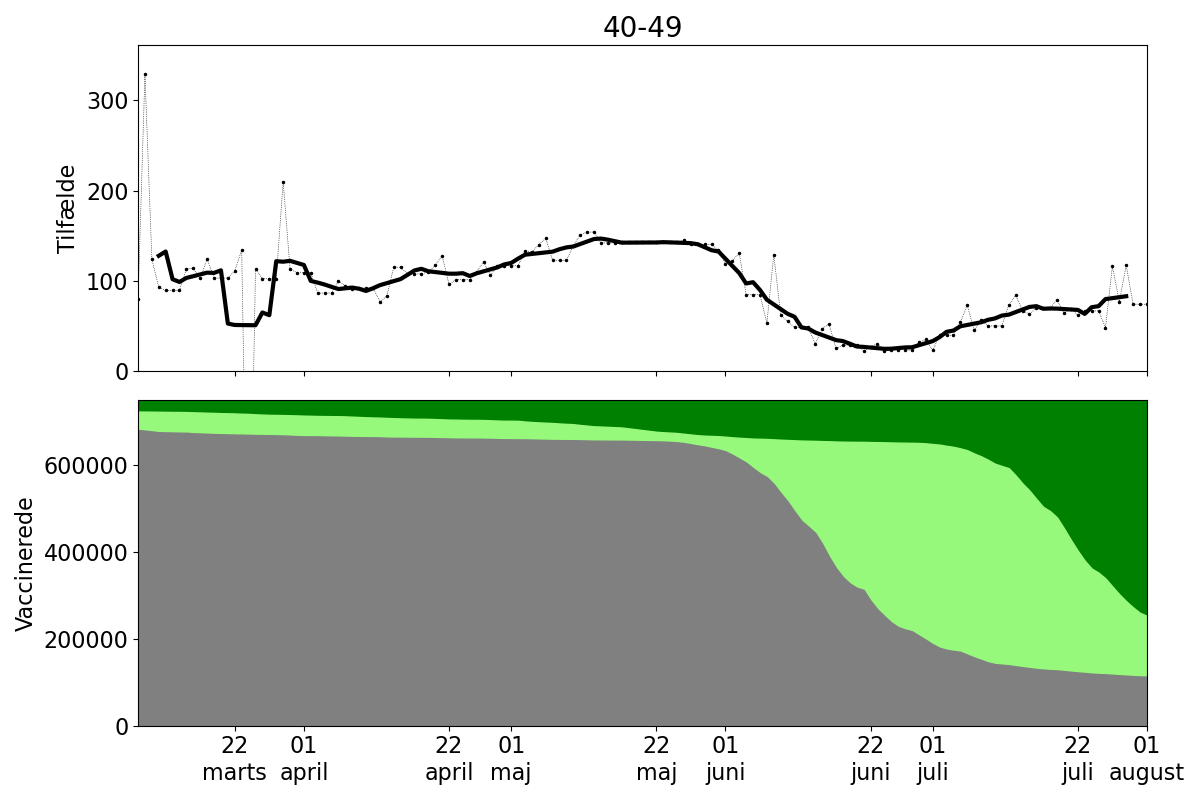 40-49
Tilfælde
300
200
100
0
Vaccinerede
600000
400000
200000
0
22 01 22 01 22 01 22 01 22 01
marts april april maj maj juni juni juli juli august